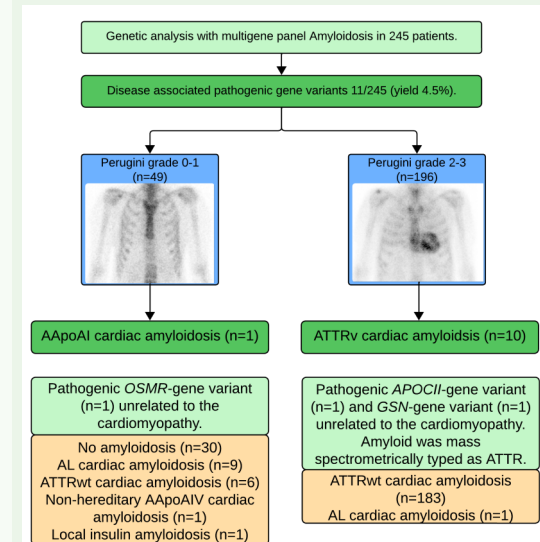 Genetic analysis with multigene panel Amyloidosis in 245 patients.
Disease associated pathogenic gene variants 11/245 (yield 4.5%).
Perugini grade 0-1
(n=49)
Perugini grade 2-3
(n=196)
AApoAI cardiac amyloidosis (n=1)
ATTRv cardiac amyloidsis (n=10)
Pathogenic OSMR-gene variant
(n=1) unrelated to the
cardiomyopathy.
No amyloidosis (n=30)
AL cardiac amyloidosis (n=9)
ATTRwt cardiac amyloidosis (n=6)
Non-hereditary AApoAIV cardiac
amyloidosis (n=1)
Local insulin amyloidosis (n=1)
Pathogenic APOCII-gene variant
(n=1) and GSN-gene variant (n=1)
unrelated to the cardiomyopathy.
Amyloid was mass
spectrometrically typed as ATTR.
ATTRwt cardiac amyloidosis
(n=183)
AL cardiac amyloidosis (n=1)